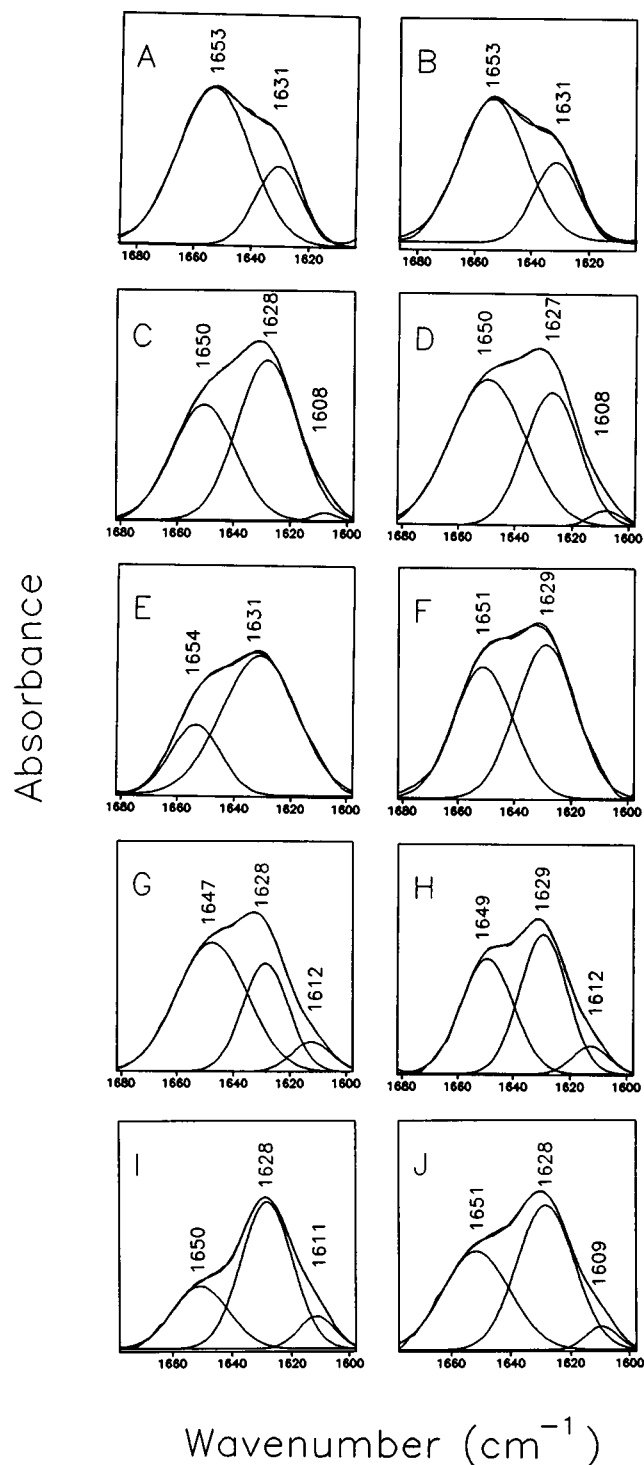 A 1653 1631
1680 1660 1640 1620
B 1653 1631
1680 1660 1640 1620
C 1650 1628 1608
1680 1660 1640 1620 1600
D 1650 1627 1608
1680 1660 1640 1620 1600
E 1654 1631
1680 1660 1640 1620 1600
F 1651 1629
1680 1660 1640 1620 1600
G 1647 1628 1612
1680 1660 1640 1620 1600
H 1649 1629 1612
1680 1660 1640 1620 1600
I 1650 1628 1611
1660 1640 1620 1600
J 1651 1628 1609
1660 1640 1620 1600
Absorbance
Wavenumber (cm⁻¹)